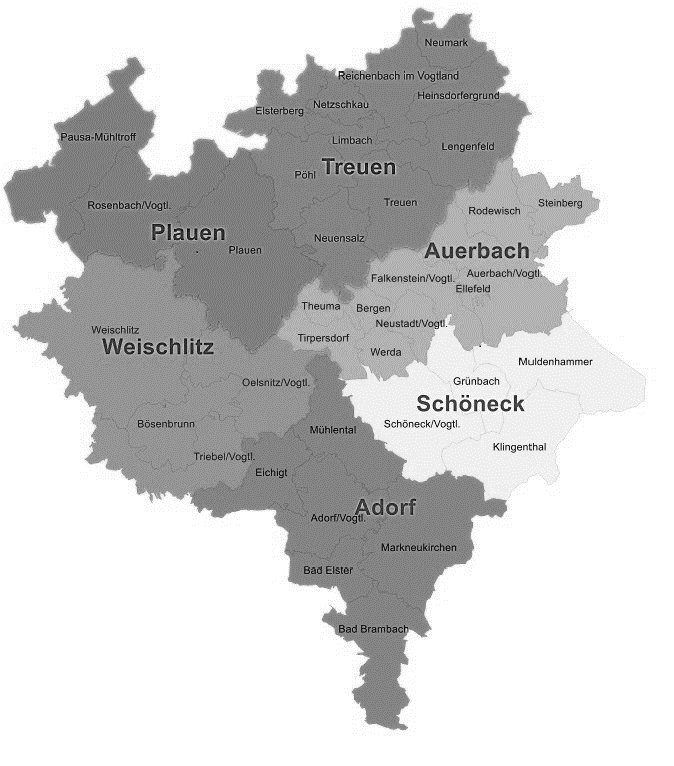 Neumark
Reichenbach im Vogtland
Heinsdorfergrund
Netzschkau
Elsterberg
Pausa-Mühltroff
Limbach
Lengenfeld
Treuen
Pöhl
Treuen
Steinberg
Rosenbach/Vogtl.
Rodewisch
Plauen
Neuensalz
Plauen
Auerbach
Auerbach/Vogtl.
Falkenstein/Vogtl.
Ellefeld
Theuma
Bergen
Neustadt/Vogtl.
Weischlitz
Tirpersdorf
Weischlitz
Werda
Muldenhammer
Grünbach
Oelsnitz/Vogtl.
Schöneck
Bösenbrunn
Schöneck/Vogtl.
Mühlental
Klingenthal
Triebel/Vogtl.
Eichigt
Adorf
Adorf/Vogtl.
Markneukirchen
Bad Elster
Bad Brambach